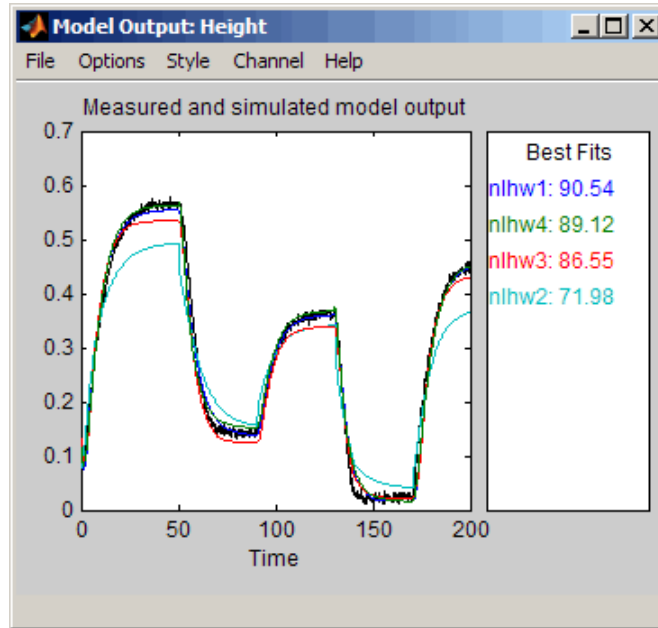 Model Output: Height
File Options Style Channel Help
Measured and simulated model output
0.7
0.6
0.5
0.4
0.3
0.2
0.1
0
0 50 100 150 200
Time
Best Fits
nlhw1: 90.54
nlhw4: 89.12
nlhw3: 86.55
nlhw2: 71.98